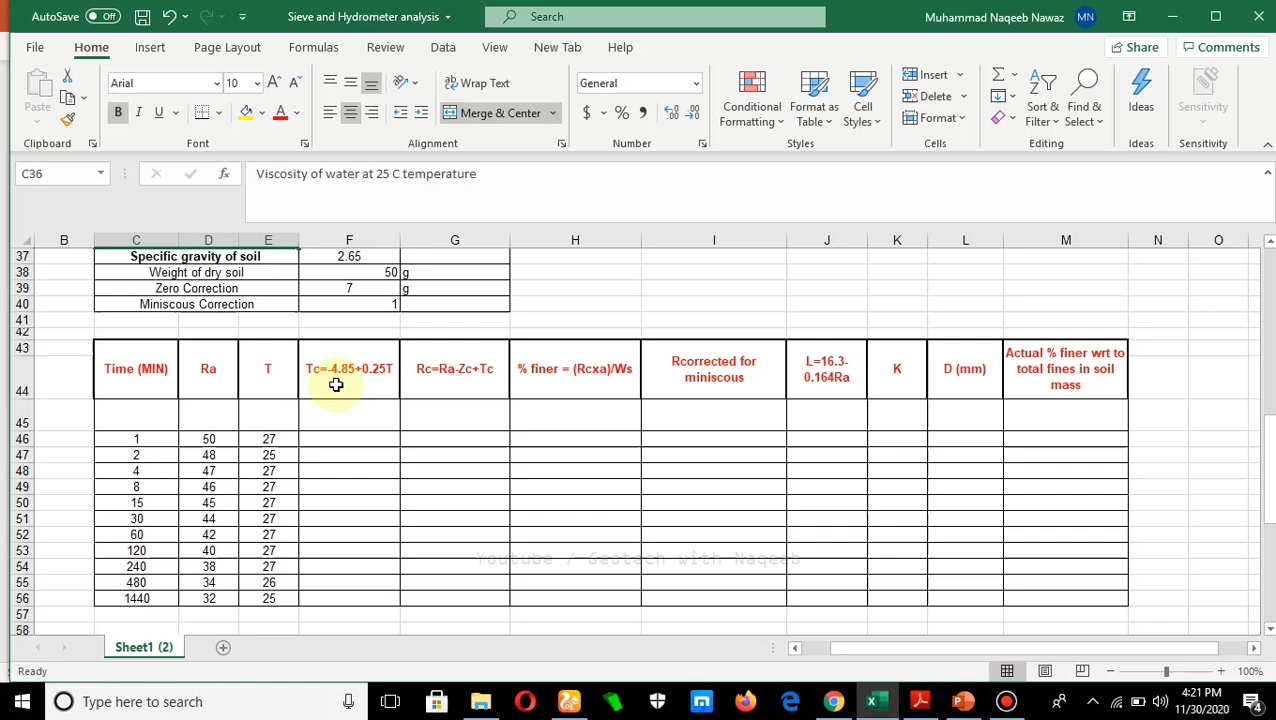 AutoSave Off
Sieve and Hydrometer analysis
Search
Muhammad Naqeeb Nawaz MN
File Home Insert Page Layout Formulas Review Data View New Tab Help Share Comments
Paste
Arial 10
Wrap Text
Merge & Center
General
Conditional Formatting
Format as Table
Cell Styles
Insert
Delete
Format
Sort & Filter
Find & Select
Ideas
Sensitivity
Clipboard Font Alignment Number Styles Cells Editing Ideas Sensitivity
C36 fx Viscosity of water at 25 C temperature
B C D E F G H I J K L M N O
37 Specific gravity of soil 2.65
38 Weight of dry soil 50 g
39 Zero Correction 7 g
40 Miniscous Correction 1
41
42
43
44 Time (MIN) Ra T Tc=-4.85+0.25T Rc=Ra-Zc+Tc % finer = (Rcxa)/Ws Rcorrected for miniscous L=16.3-0.164Ra K D (mm) Actual % finer wrt to total fines in soil mass
45
46 1 50 27
47 2 48 25
48 4 47 27
49 8 46 27
50 15 45 27
51 30 44 27
52 60 42 27
53 120 40 27
54 240 38 27
55 480 34 26
56 1440 32 25
57
58
Youtube / Geotech with Naqeeb
Sheet1 (2)
Ready
100%
Type here to search
4:21 PM
11/30/2020
4